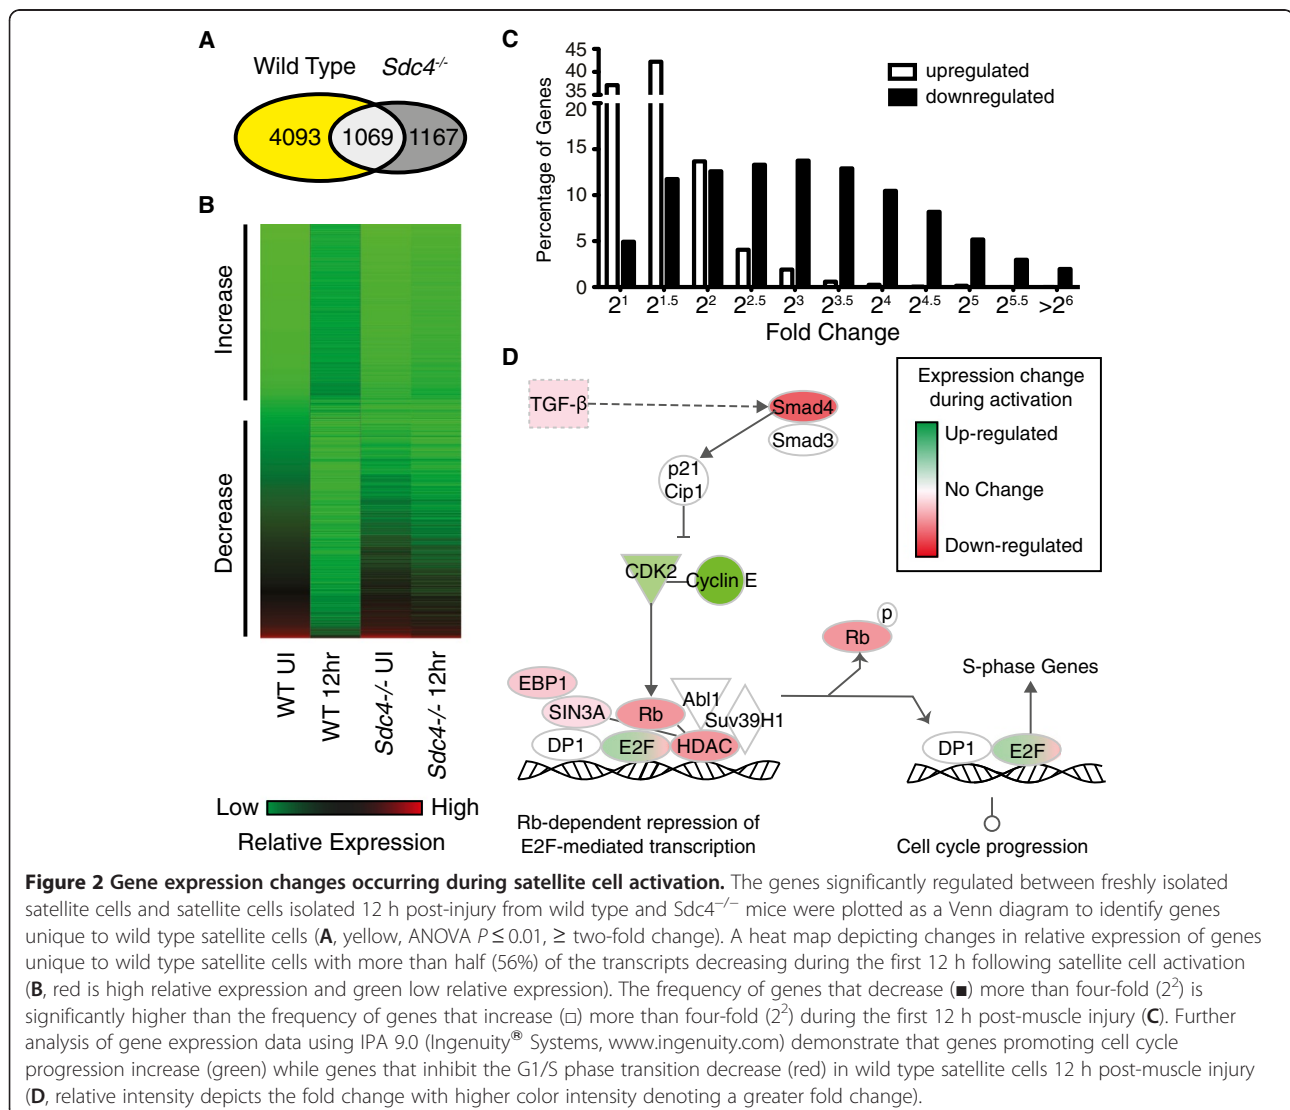 A
Wild Type
Sdc4-/-
4093
1069
1167
B
Increase
Decrease
WT UI
WT 12hr
Sdc4-/- UI
Sdc4-/- 12hr
Low
High
Relative Expression
C
Percentage of Genes
45
40
35
20
15
10
5
0
upregulated
downregulated
2^1
2^1.5
2^2
2^2.5
2^3
2^3.5
2^4
2^4.5
2^5
2^5.5
>2^6
Fold Change
D
TGF-β
Smad4
Smad3
p21
Cip1
CDK2
Cyclin E
EBP1
SIN3A
Rb
Abl1
Suv39H1
DP1
E2F
HDAC
Rb-dependent repression of
E2F-mediated transcription
Rb
p
S-phase Genes
DP1
E2F
Cell cycle progression
Expression change
during activation
Up-regulated
No Change
Down-regulated
Figure 2 Gene expression changes occurring during satellite cell activation. The genes significantly regulated between freshly isolated
satellite cells and satellite cells isolated 12 h post-injury from wild type and Sdc4−/− mice were plotted as a Venn diagram to identify genes
unique to wild type satellite cells (A, yellow, ANOVA P ≤ 0.01, ≥ two-fold change). A heat map depicting changes in relative expression of genes
unique to wild type satellite cells with more than half (56%) of the transcripts decreasing during the first 12 h following satellite cell activation
(B, red is high relative expression and green low relative expression). The frequency of genes that decrease (■) more than four-fold (2^2) is
significantly higher than the frequency of genes that increase (□) more than four-fold (2^2) during the first 12 h post-muscle injury (C). Further
analysis of gene expression data using IPA 9.0 (Ingenuity® Systems, www.ingenuity.com) demonstrate that genes promoting cell cycle
progression increase (green) while genes that inhibit the G1/S phase transition decrease (red) in wild type satellite cells 12 h post-muscle injury
(D, relative intensity depicts the fold change with higher color intensity denoting a greater fold change).